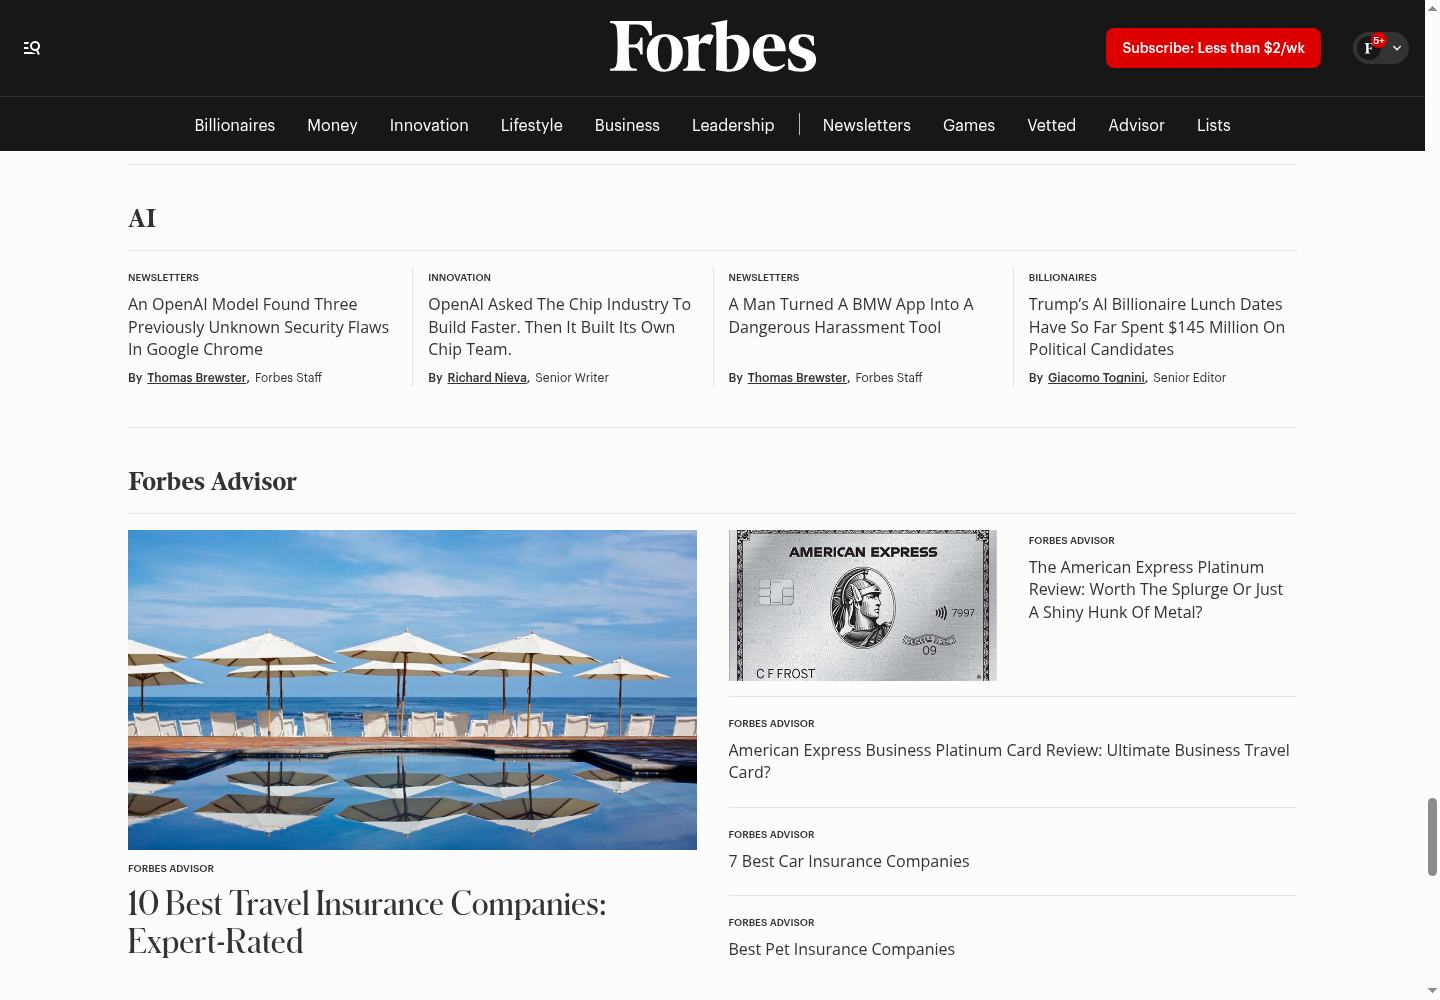 Forbes
Subscribe: Less than $2/wk
F
5+
Billionaires
Money
Innovation
Lifestyle
Business
Leadership
Newsletters
Games
Vetted
Advisor
Lists
AI
NEWSLETTERS
An OpenAI Model Found Three
Previously Unknown Security Flaws
In Google Chrome
By Thomas Brewster, Forbes Staff
INNOVATION
OpenAI Asked The Chip Industry To
Build Faster. Then It Built Its Own
Chip Team.
By Richard Nieva, Senior Writer
NEWSLETTERS
A Man Turned A BMW App Into A
Dangerous Harassment Tool
By Thomas Brewster, Forbes Staff
BILLIONAIRES
Trump’s AI Billionaire Lunch Dates
Have So Far Spent $145 Million On
Political Candidates
By Giacomo Tognini, Senior Editor
Forbes Advisor
FORBES ADVISOR
10 Best Travel Insurance Companies:
Expert-Rated
AMERICAN EXPRESS
7997
09
C F FROST
FORBES ADVISOR
The American Express Platinum
Review: Worth The Splurge Or Just
A Shiny Hunk Of Metal?
FORBES ADVISOR
American Express Business Platinum Card Review: Ultimate Business Travel
Card?
FORBES ADVISOR
7 Best Car Insurance Companies
FORBES ADVISOR
Best Pet Insurance Companies